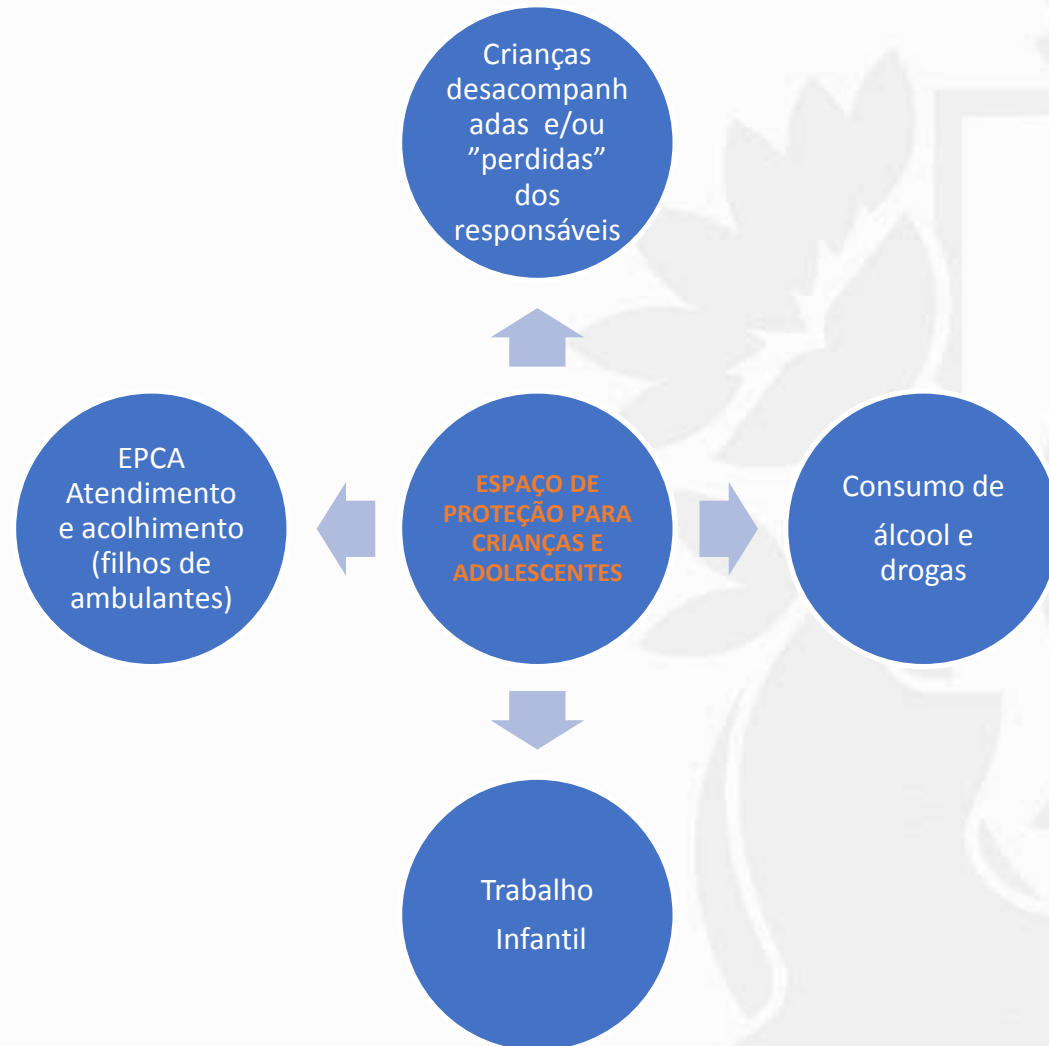 Crianças
desacompanh
adas e/ou
”perdidas”
dos
responsáveis
EPCA
Atendimento
e acolhimento
(filhos de
ambulantes)
ESPAÇO DE
PROTEÇÃO PARA
CRIANÇAS E
ADOLESCENTES
Consumo de
álcool e
drogas
Trabalho
Infantil